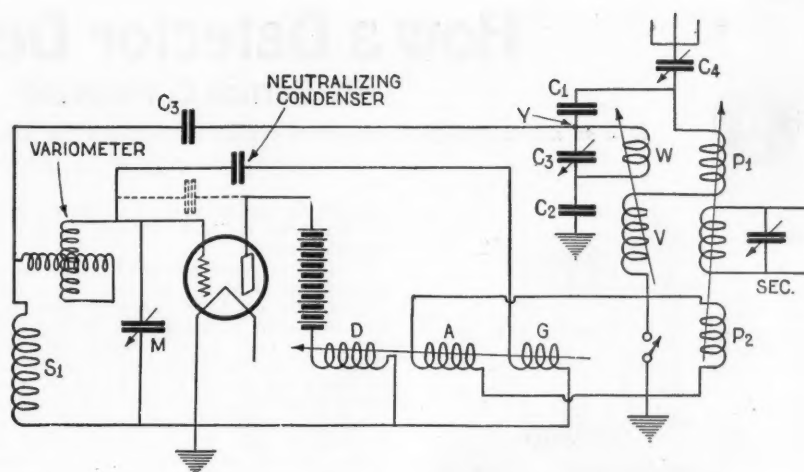 How a Detector De
C4
C1
NEUTRALIZING
CONDENSER
C3
Y
VARIOMETER
W
P1
C3
C2
V
SEC.
D
A
G
P2
M
S1